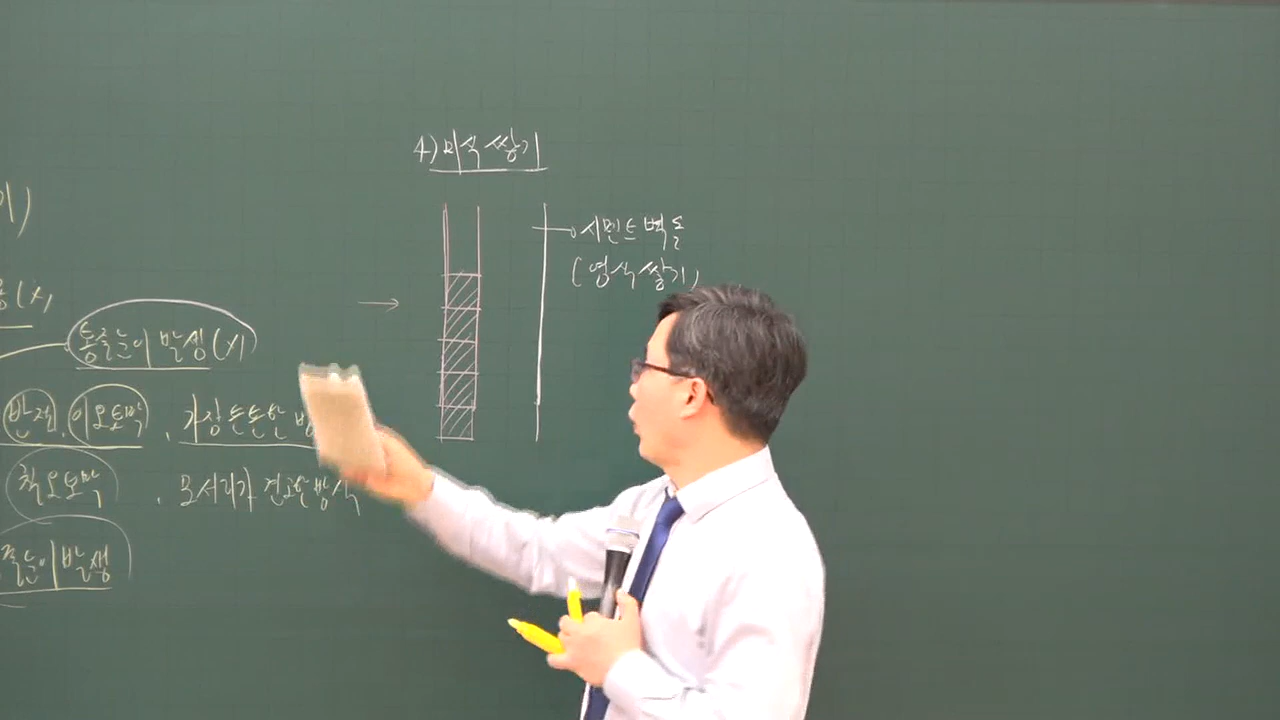 이)
용(x)
통줄눈이 발생(x)
반절, 이오토막, 가장 튼튼한
칠오토막, 모서리가 견고한 방식
줄눈이 발생
→
4) 미식쌓기
시멘트벽돌
(영식쌓기)